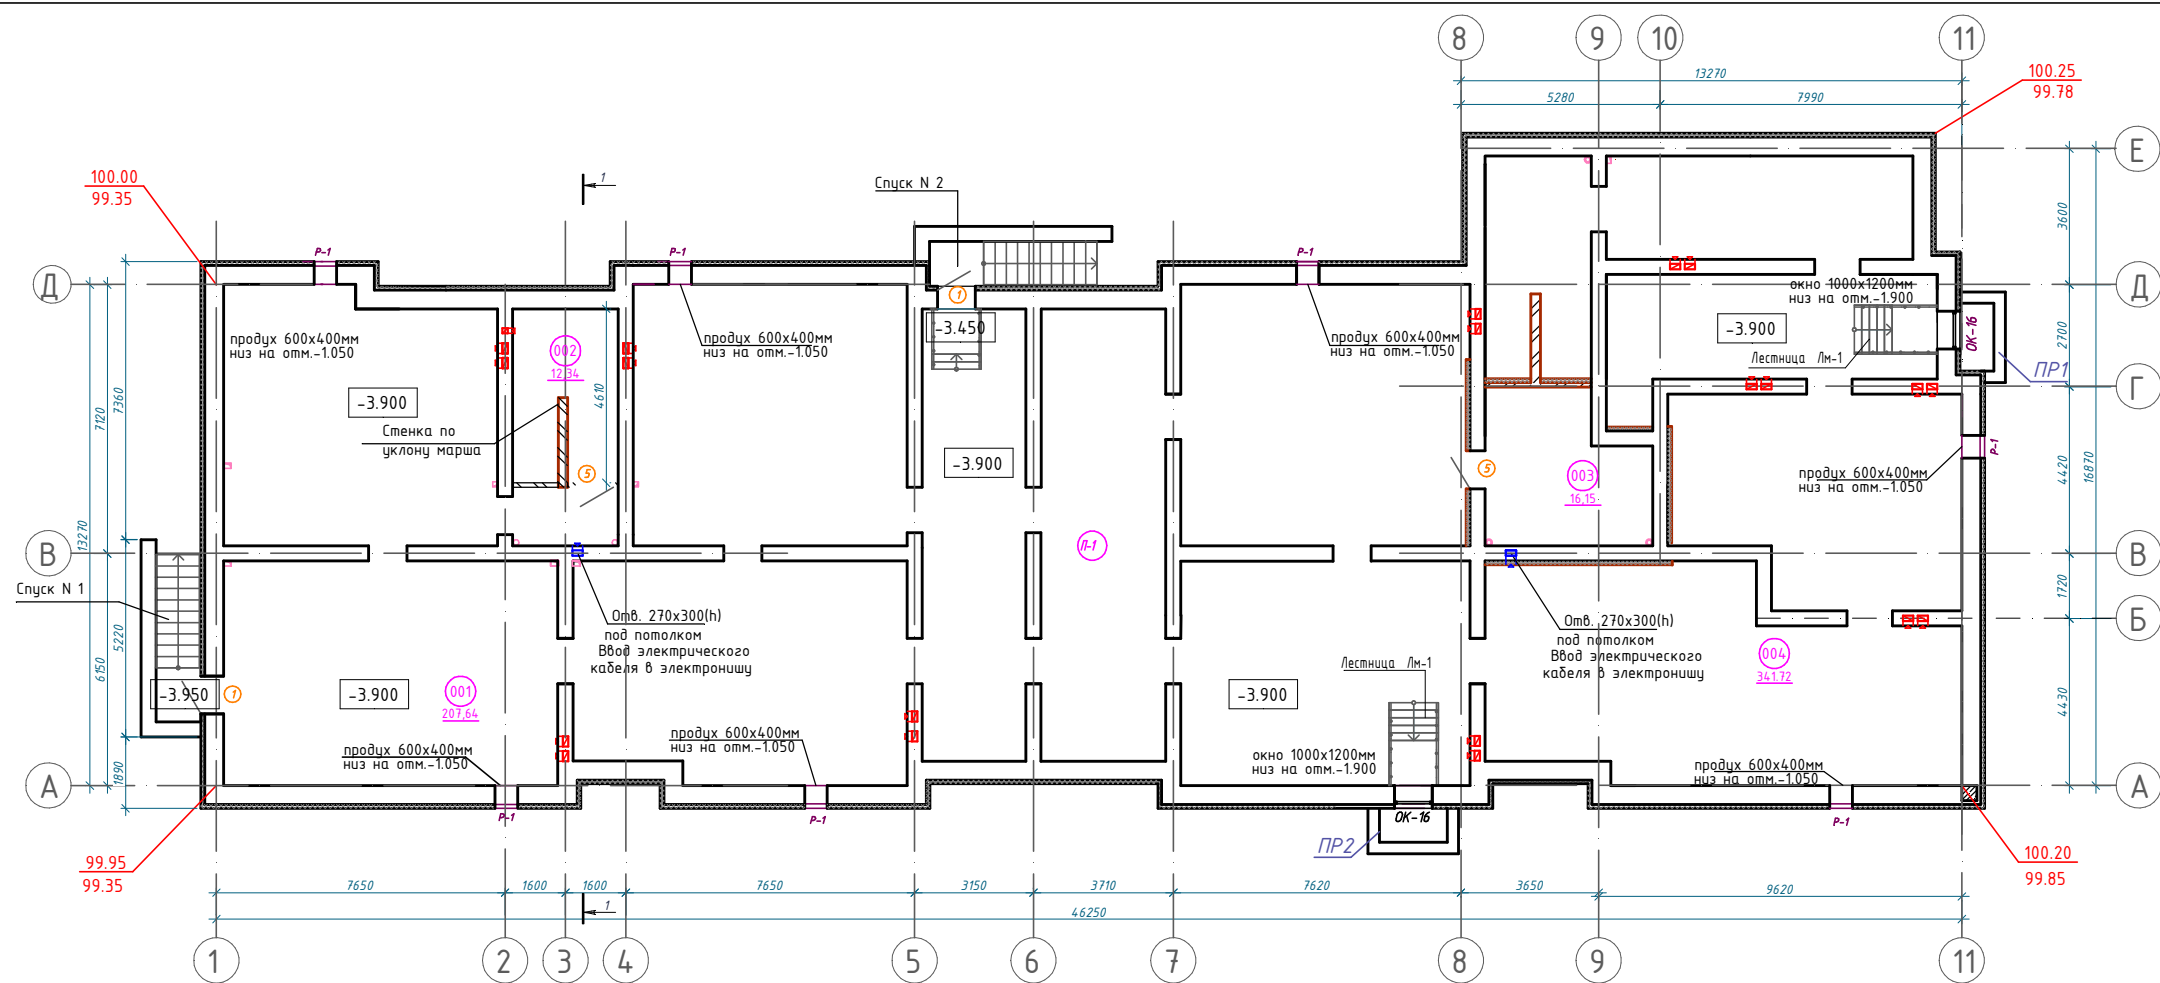 8
9
10
11
13270
5280
7990
100.25
99.78
Е
100.00
99.35
1
Спуск N 2
Р-1
Р-1
Р-1
3600
Д
Д
окно 1000х1200мм
низ на отм.-1.900
-3.900
Лестница Лм-1
ОК-16
2700
ПР1
Г
продух 600х400мм
низ на отм.-1.050
002
12,34
4610
продух 600х400мм
низ на отм.-1.050
1
-3.450
продух 600х400мм
низ на отм.-1.050
-3.900
Стенка по
уклону марша
5
-3.900
5
003
16,15
продух 600х400мм
низ на отм.-1.050
Р-1
4420
16870
7360
7120
13270
В
П-1
В
Спуск N 1
5220
6150
1890
Отв. 270х300(h)
под потолком
Ввод электрического
кабеля в электронишу
Отв. 270х300(h)
под потолком
Ввод электрического
кабеля в электронишу
1720
Б
004
341.72
-3.950
1
-3.900
001
207,64
Лестница Лм-1
-3.900
4430
продух 600х400мм
низ на отм.-1.050
продух 600х400мм
низ на отм.-1.050
окно 1000х1200мм
низ на отм.-1.900
продух 600х400мм
низ на отм.-1.050
А
А
Р-1
Р-1
ОК-16
Р-1
ПР2
99.95
99.35
100.20
99.85
7650
1600
1600
7650
3150
3710
7620
3650
9620
1
46250
1
2
3
4
5
6
7
8
9
11